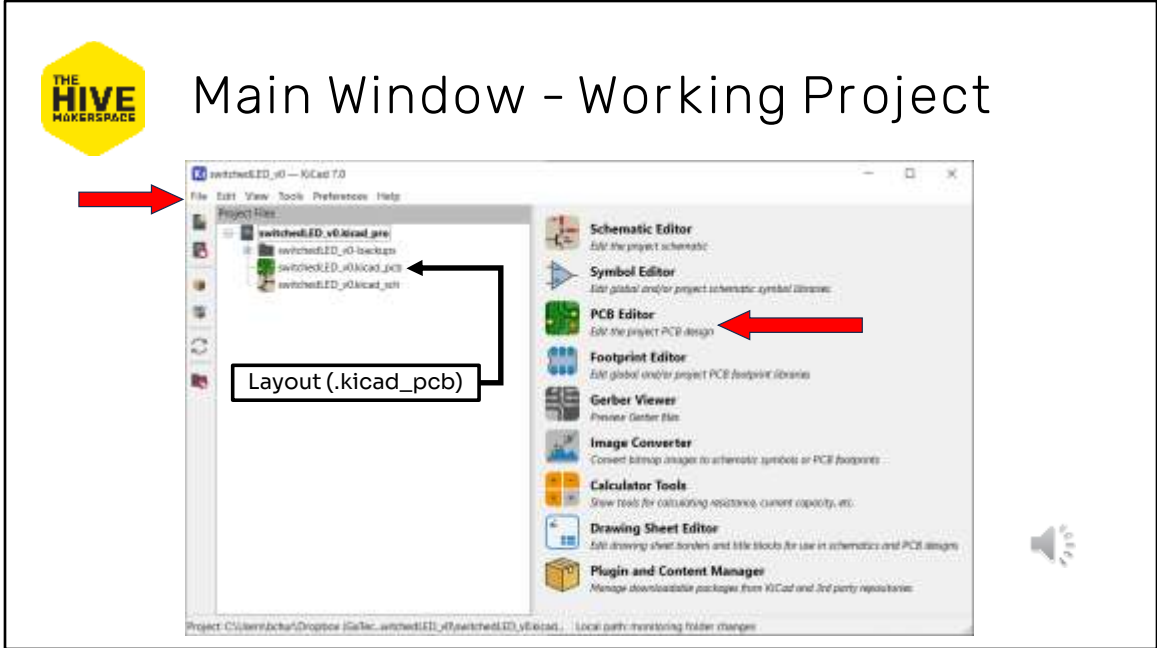 THE
HIVE
MAKERSPACE
Main Window - Working Project
switchedLED_v0 — KiCad 7.0
File Edit View Tools Preferences Help
Project Files
switchedLED_v0.kicad_pro
switchedLED_v0-backups
switchedLED_v0.kicad_pcb
switchedLED_v0.kicad_sch
Layout (.kicad_pcb)
Schematic Editor
Edit the project schematic
Symbol Editor
Edit global and/or project schematic symbol libraries
PCB Editor
Edit the project PCB design
Footprint Editor
Edit global and/or project PCB footprint libraries
Gerber Viewer
Preview Gerber files
Image Converter
Convert bitmap images to schematic symbols or PCB footprints
Calculator Tools
Show tools for calculating resistance, current capacity, etc.
Drawing Sheet Editor
Edit drawing sheet borders and title blocks for use in schematics and PCB designs
Plugin and Content Manager
Manage downloadable packages from KiCad and 3rd party repositories
Project: Local path: monitoring folder changes